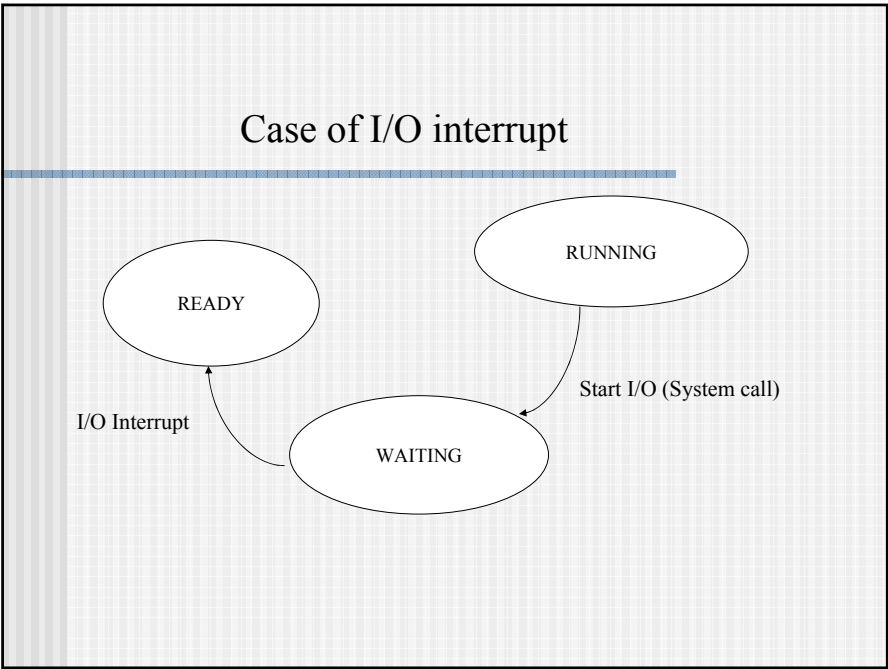 Case of I/O interrupt
RUNNING
READY
Start I/O (System call)
I/O Interrupt
WAITING